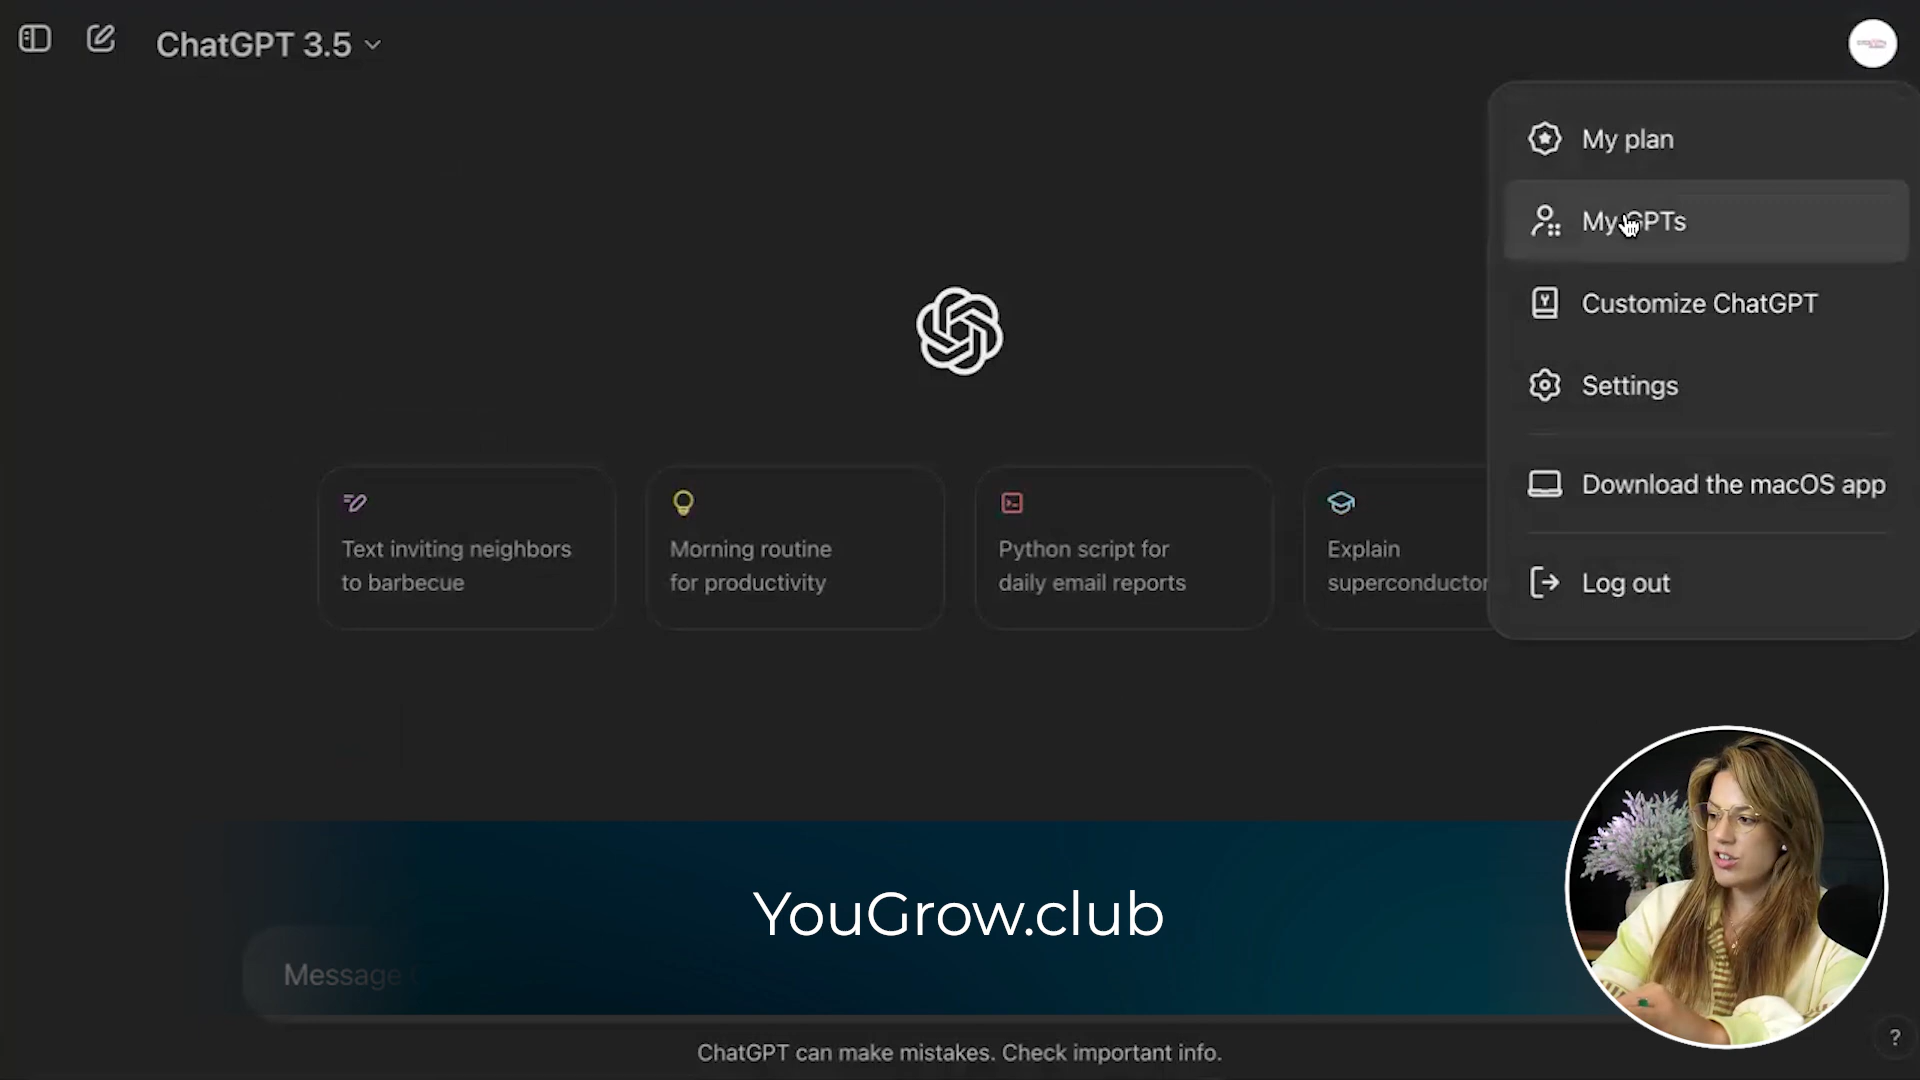 ChatGPT 3.5
My plan
My GPTs
Customize ChatGPT
Settings
Download the macOS app
Log out
Text inviting neighbors
to barbecue
Morning routine
for productivity
Python script for
daily email reports
Explain
superconductor
YouGrow.club
Message
ChatGPT can make mistakes. Check important info.
?